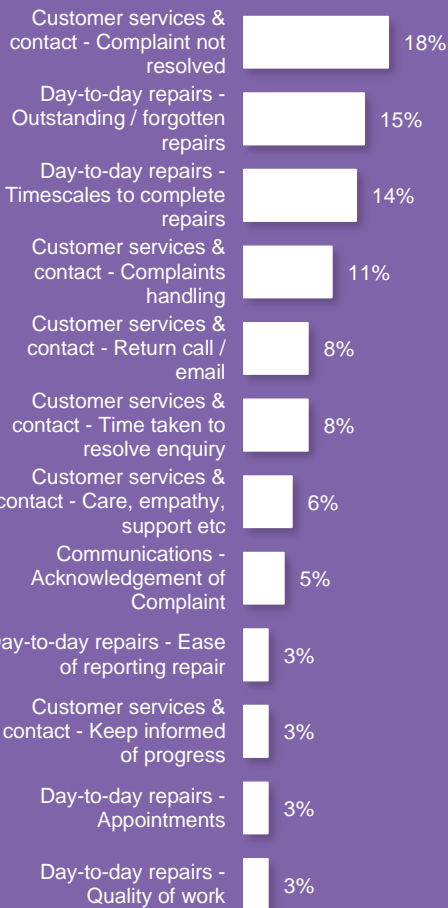 Customer services &
contact - Complaint not
resolved
18%
Day-to-day repairs -
Outstanding / forgotten
repairs
15%
Day-to-day repairs -
Timescales to complete
repairs
14%
Customer services &
contact - Complaints
handling
11%
Customer services &
contact - Return call /
email
8%
Customer services &
contact - Time taken to
resolve enquiry
8%
Customer services &
contact - Care, empathy,
support etc
6%
Communications -
Acknowledgement of
Complaint
5%
Day-to-day repairs - Ease
of reporting repair
3%
Customer services &
contact - Keep informed
of progress
3%
Day-to-day repairs -
Appointments
3%
Day-to-day repairs -
Quality of work
3%